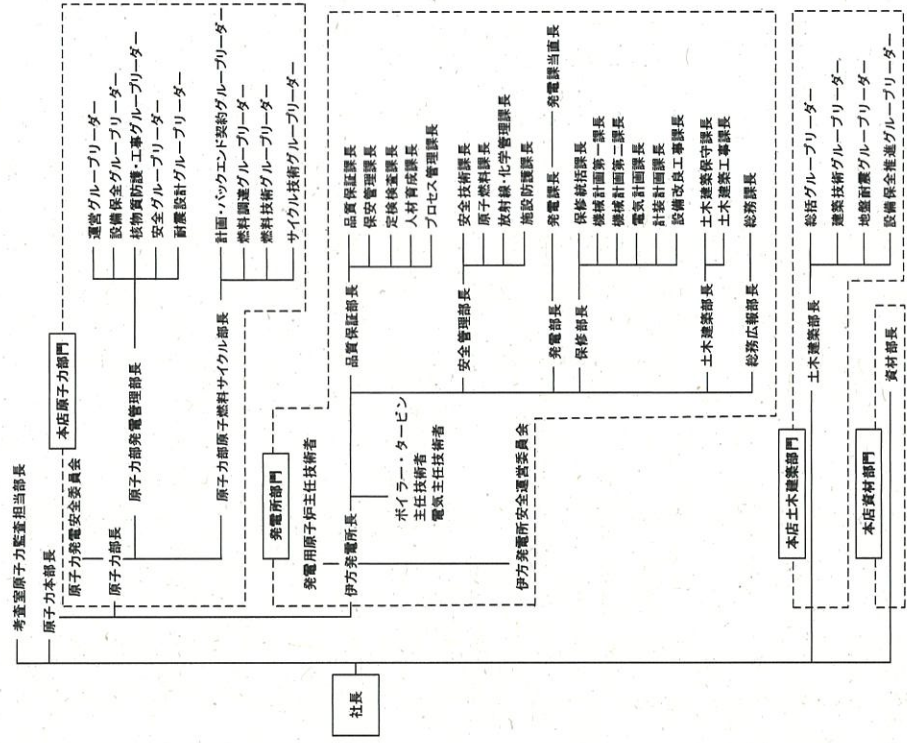 社長
考査室原子力監査担当部長
原子力本部長
本店原子力部門
原子力発電安全委員会
原子力部長
原子力部発電管理部長
運営グループリーダー
設備保全グループリーダー
核物質防護・工事グループリーダー
安全グループリーダー
耐震設計グループリーダー
原子力部原子燃料サイクル部長
計画・バックエンド契約グループリーダー
燃料調達グループリーダー
燃料技術グループリーダー
サイクル技術グループリーダー
発電所部門
発電用原子炉主任技術者
伊方発電所長
ボイラー・タービン
主任技術者
電気主任技術者
伊方発電所安全運営委員会
品質保証部長
品質保証課長
保安管理課長
定検検査課長
人材育成課長
プロセス管理課長
安全管理部長
安全技術課長
原子燃料課長
放射線・化学管理課長
施設防護課長
発電部長
発電課長
発電課当直長
保修部長
保修統括課長
機械計画第一課長
機械計画第二課長
電気計画課長
計装計画課長
設備改良工事課長
土木建築部長
土木建築保守課長
土木建築工事課長
総務広報部長
総務課長
本店土木建築部門
土木建築部長
総括グループリーダー
建築技術グループリーダー
地盤耐震グループリーダー
設備保全推進グループリーダー
本店資材部門
資材部長